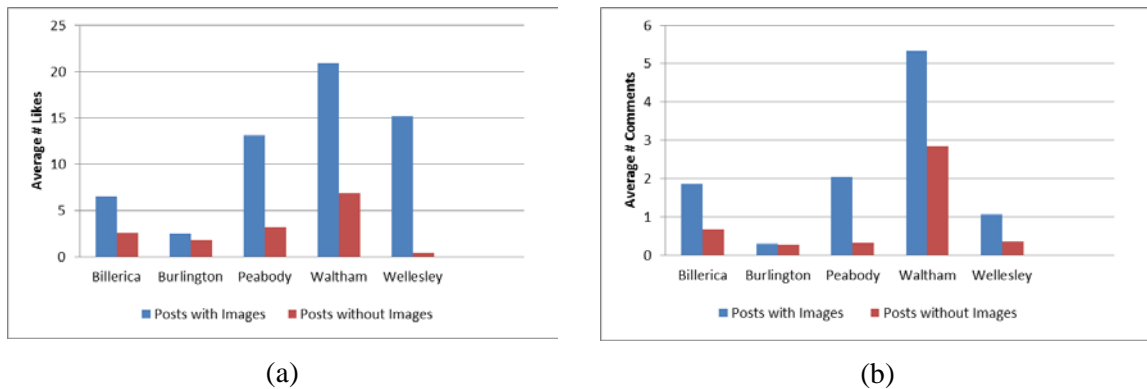 25
20
15
10
5
0
Average # Likes
Billerica Burlington Peabody Waltham Wellesley
Posts with Images Posts without Images
(a)
6
5
4
3
2
1
0
Average # Comments
Billerica Burlington Peabody Waltham Wellesley
Posts with Images Posts without Images
(b)